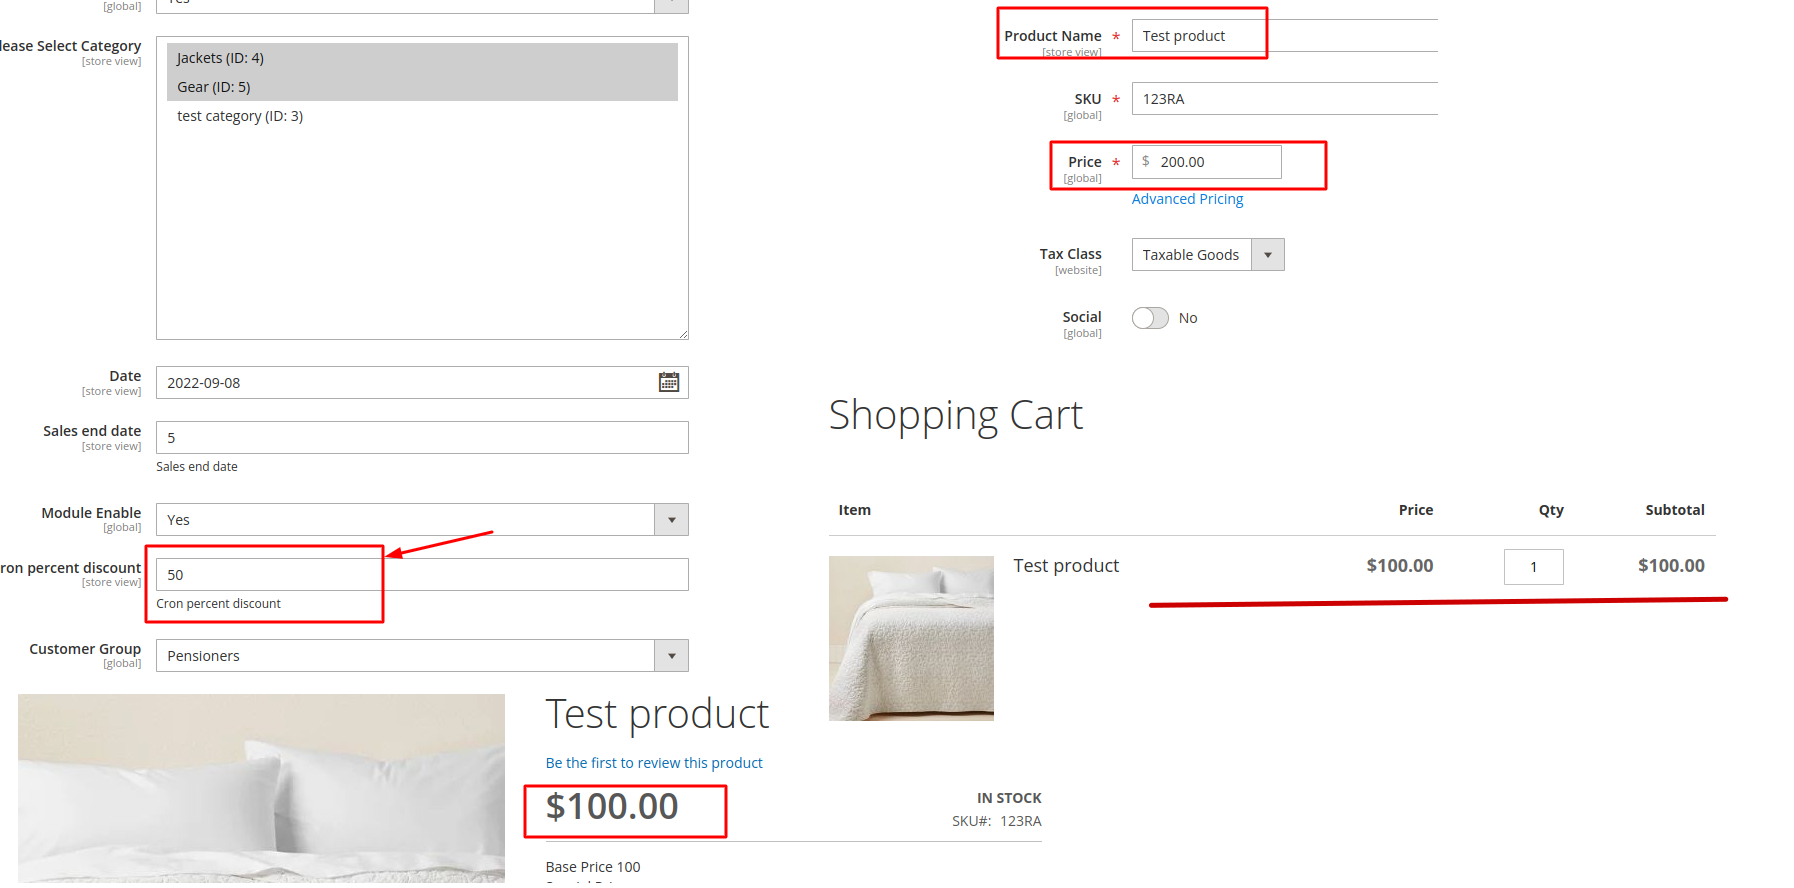 Yes
[global]
lease Select Category
[store view]
Jackets (ID: 4)
Gear (ID: 5)
test category (ID: 3)
Date
[store view]
2022-09-08
Sales end date
[store view]
5
Sales end date
Module Enable
[global]
Yes
ron percent discount
[store view]
50
Cron percent discount
Customer Group
[global]
Pensioners
Product Name *
[store view]
Test product
SKU *
[global]
123RA
Price *
[global]
$ 200.00
Advanced Pricing
Tax Class
[website]
Taxable Goods
Social
[global]
No
Shopping Cart
Item Price Qty Subtotal
Test product $100.00 1 $100.00
Test product
Be the first to review this product
$100.00
IN STOCK
SKU#: 123RA
Base Price 100